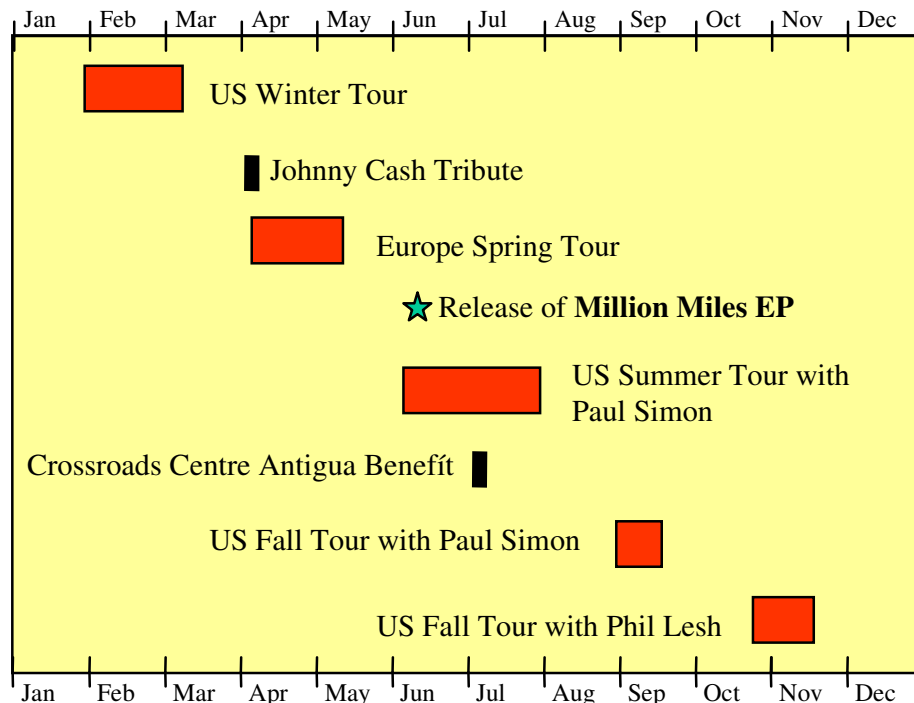 Jan Feb Mar Apr May Jun Jul Aug Sep Oct Nov Dec
US Winter Tour
Johnny Cash Tribute
Europe Spring Tour
Release of Million Miles EP
US Summer Tour with
Paul Simon
Crossroads Centre Antigua Benefít
US Fall Tour with Paul Simon
US Fall Tour with Phil Lesh
Jan Feb Mar Apr May Jun Jul Aug Sep Oct Nov Dec